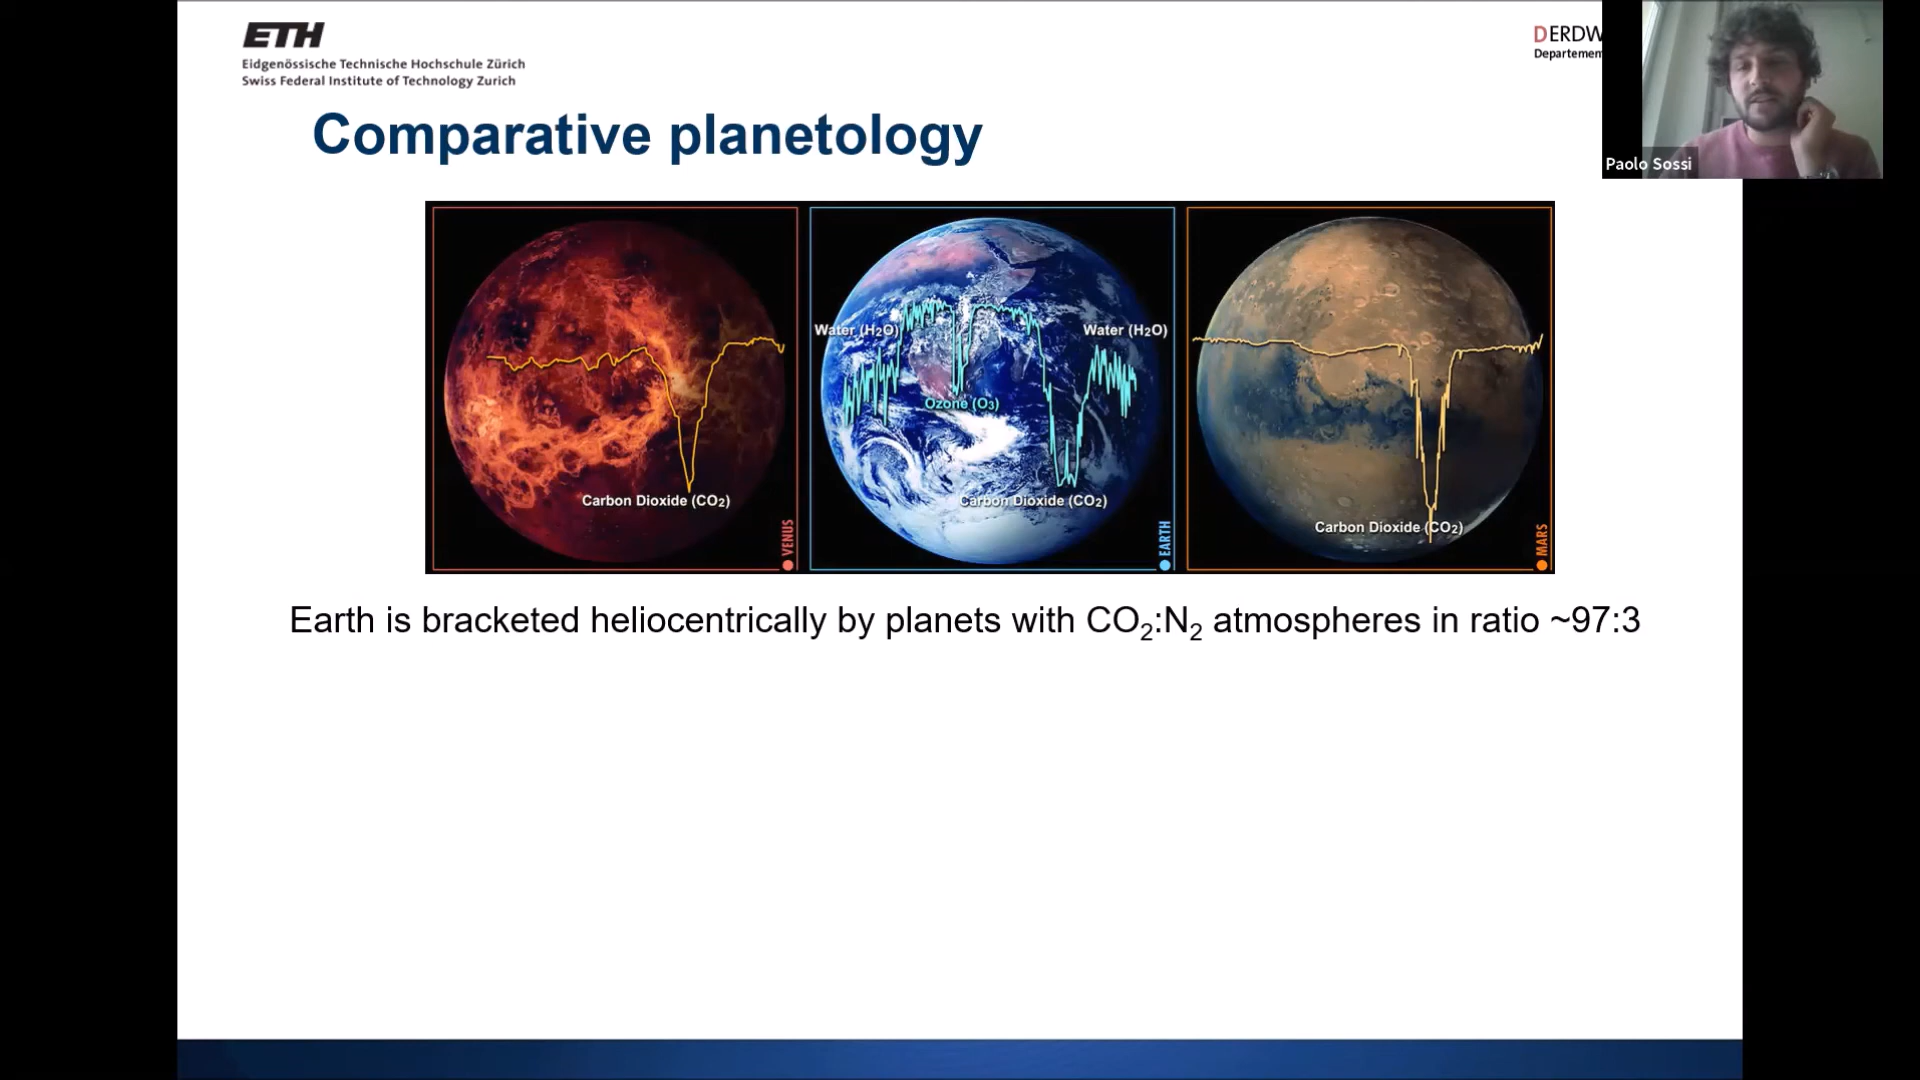 ETH
Eidgenössische Technische Hochschule Zürich
Swiss Federal Institute of Technology Zurich
DERDW
Departemen
Paolo Sossi
Comparative planetology
Water (H2O)
Water (H2O)
Ozone (O3)
Carbon Dioxide (CO2)
Carbon Dioxide (CO2)
Carbon Dioxide (CO2)
VENUS
EARTH
MARS
Earth is bracketed heliocentrically by planets with CO2:N2 atmospheres in ratio ~97:3